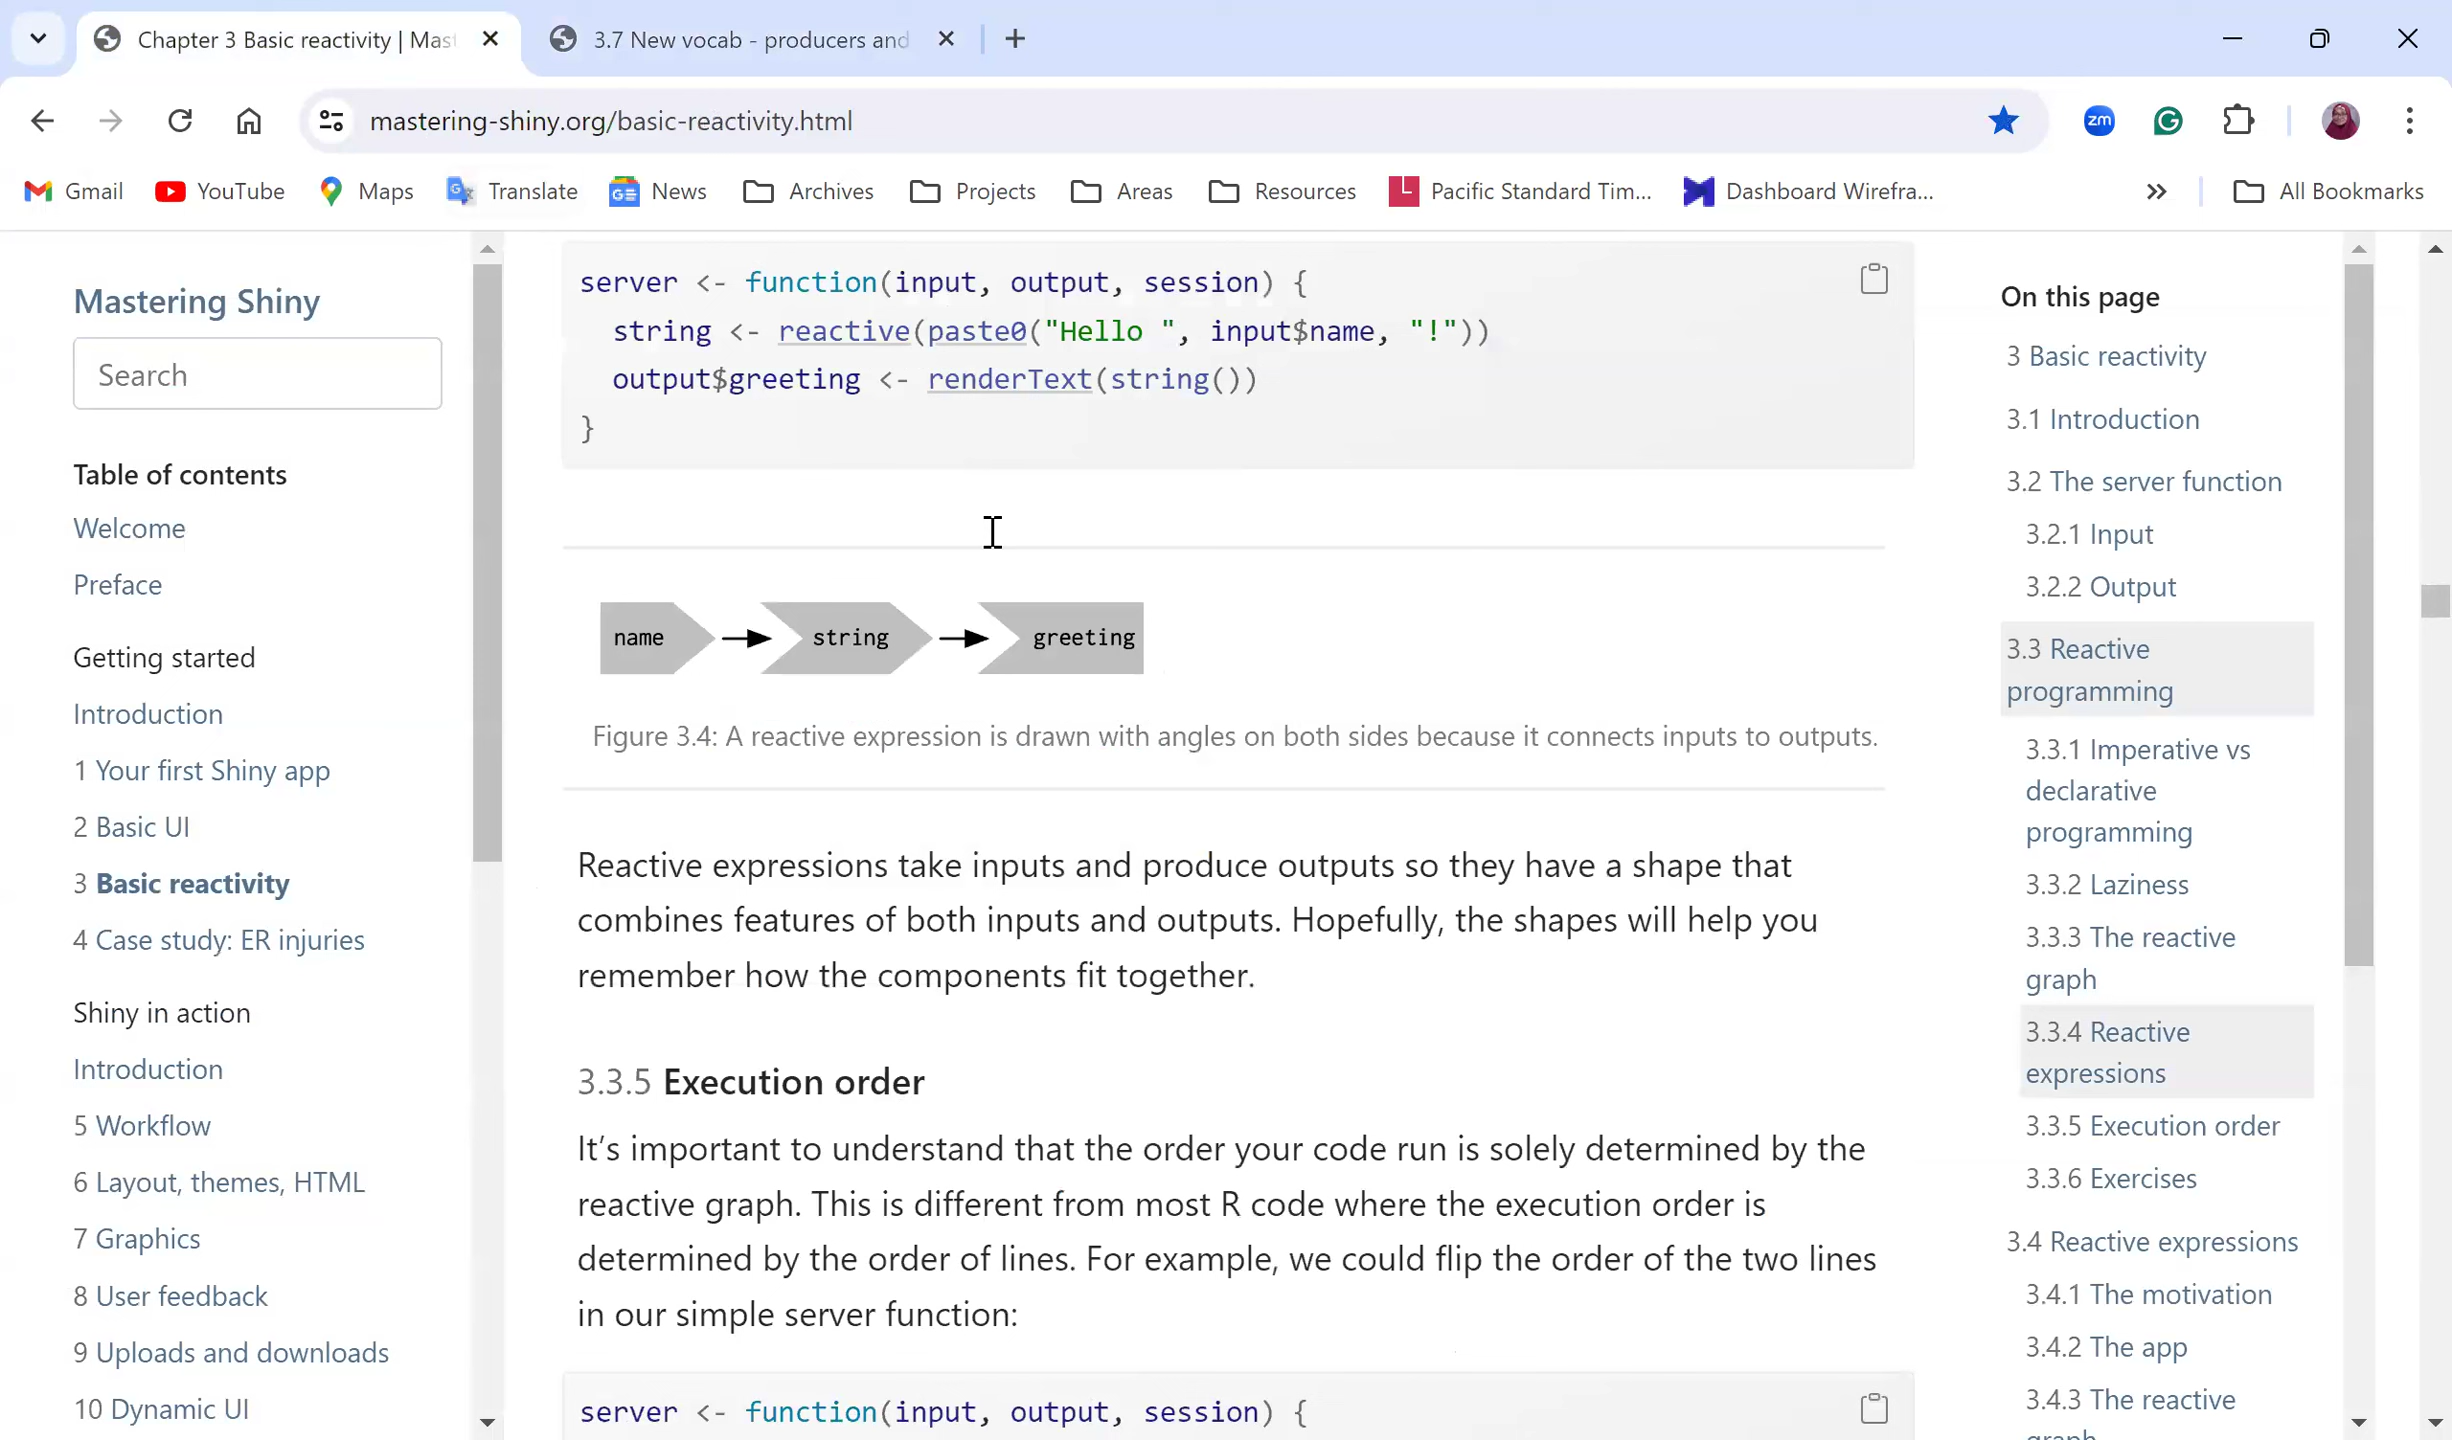 Chapter 3 Basic reactivity | Mast
3.7 New vocab - producers and
mastering-shiny.org/basic-reactivity.html
zm
Gmail
YouTube
Maps
Translate
News
Archives
Projects
Areas
Resources
Pacific Standard Tim...
Dashboard Wirefra...
All Bookmarks
Mastering Shiny
Search
Table of contents
Welcome
Preface
Getting started
Introduction
1 Your first Shiny app
2 Basic UI
3 Basic reactivity
4 Case study: ER injuries
Shiny in action
Introduction
5 Workflow
6 Layout, themes, HTML
7 Graphics
8 User feedback
9 Uploads and downloads
10 Dynamic UI
server <- function(input, output, session) {
string <- reactive(paste0("Hello ", input$name, "!"))
output$greeting <- renderText(string())
}
name
string
greeting
Figure 3.4: A reactive expression is drawn with angles on both sides because it connects inputs to outputs.
Reactive expressions take inputs and produce outputs so they have a shape that
combines features of both inputs and outputs. Hopefully, the shapes will help you
remember how the components fit together.
3.3.5 Execution order
It’s important to understand that the order your code run is solely determined by the
reactive graph. This is different from most R code where the execution order is
determined by the order of lines. For example, we could flip the order of the two lines
in our simple server function:
server <- function(input, output, session) {
On this page
3 Basic reactivity
3.1 Introduction
3.2 The server function
3.2.1 Input
3.2.2 Output
3.3 Reactive
programming
3.3.1 Imperative vs
declarative
programming
3.3.2 Laziness
3.3.3 The reactive
graph
3.3.4 Reactive
expressions
3.3.5 Execution order
3.3.6 Exercises
3.4 Reactive expressions
3.4.1 The motivation
3.4.2 The app
3.4.3 The reactive